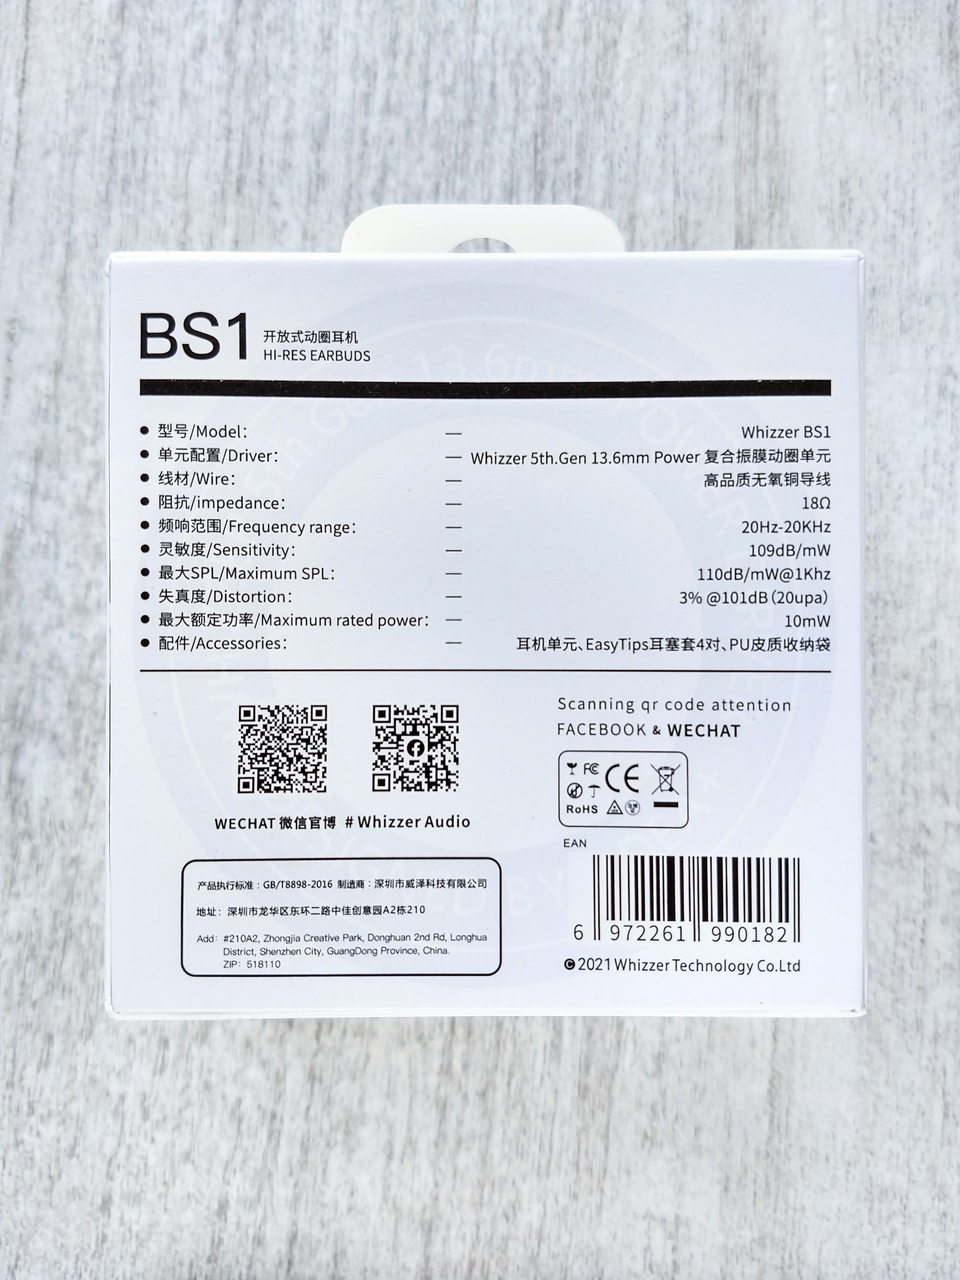 BS1 开放式动圈耳机
HI-RES EARBUDS
● 型号/Model： — Whizzer BS1
● 单元配置/Driver： — Whizzer 5th.Gen 13.6mm Power 复合振膜动圈单元
● 线材/Wire： — 高品质无氧铜导线
● 阻抗/impedance： — 18Ω
● 频响范围/Frequency range： — 20Hz-20KHz
● 灵敏度/Sensitivity： — 109dB/mW
● 最大SPL/Maximum SPL： — 110dB/mW@1Khz
● 失真度/Distortion： — 3% @101dB（20upa）
● 最大额定功率/Maximum rated power： — 10mW
● 配件/Accessories： — 耳机单元、EasyTips耳塞套4对、PU皮质收纳袋
Scanning qr code attention
FACEBOOK & WECHAT
WECHAT 微信官博 # Whizzer Audio
FC CE
RoHS
EAN
6 972261 990182
©2021 Whizzer Technology Co.Ltd
产品执行标准：GB/T8898-2016 制造商：深圳市威泽科技有限公司
地址：深圳市龙华区东环二路中佳创意园A2栋210
Add：#210A2, Zhongjia Creative Park, Donghuan 2nd Rd, Longhua
District, Shenzhen City, GuangDong Province, China.
ZIP：518110